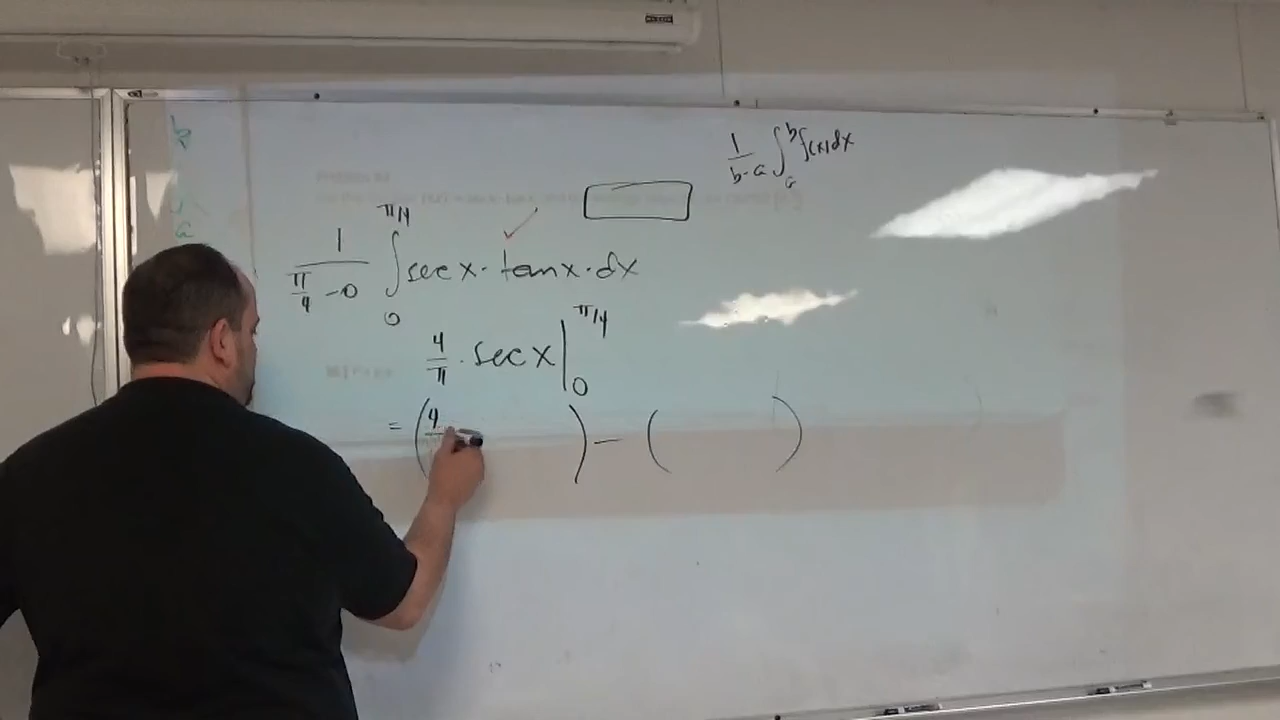 1/(b-a) ∫_a^b f(x)dx
1/(π/4 - 0) ∫_0^{π/4} sec x · tan x · dx
4/π · sec x |_0^{π/4}
= (4 ) - ( )